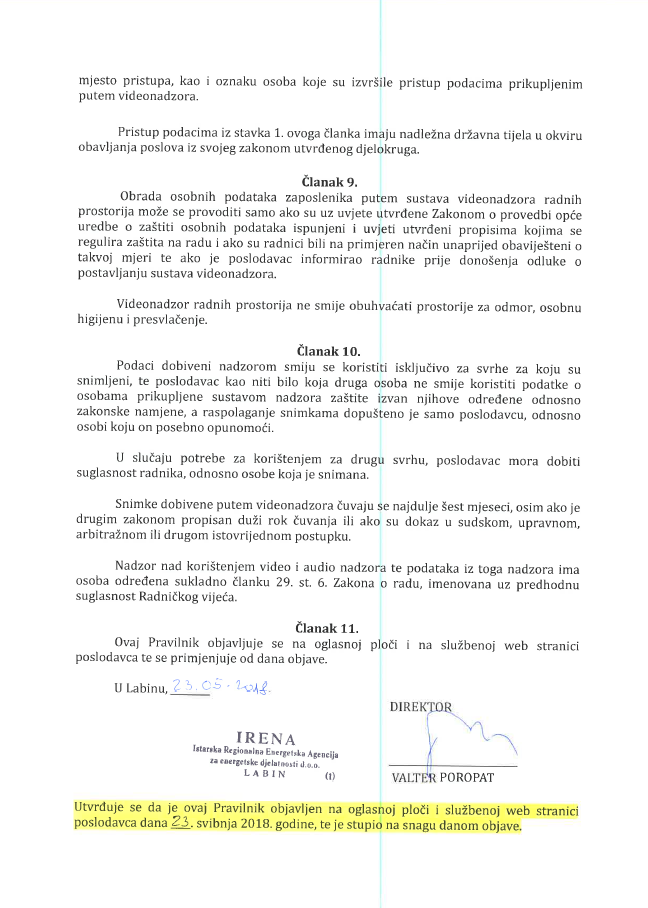 mjesto pristupa, kao i oznaku osoba koje su izvršile pristup podacima prikupljenim
putem videonadzora.
Pristup podacima iz stavka 1. ovoga članka imaju nadležna državna tijela u okviru
obavljanja poslova iz svojeg zakonom utvrđenog djelokruga.
Članak 9.
Obrada osobnih podataka zaposlenika putem sustava videonadzora radnih
prostorija može se provoditi samo ako su uz uvjete utvrđene Zakonom o provedbi opće
uredbe o zaštiti osobnih podataka ispunjeni i uvjeti utvrđeni propisima kojima se
regulira zaštita na radu i ako su radnici bili na primjeren način unaprijed obaviješteni o
takvoj mjeri te ako je poslodavac informirao radnike prije donošenja odluke o
postavljanju sustava videonadzora.
Videonadzor radnih prostorija ne smije obuhvaćati prostorije za odmor, osobnu
higijenu i presvlačenje.
Članak 10.
Podaci dobiveni nadzorom smiju se koristiti isključivo za svrhe za koju su
snimljeni, te poslodavac kao niti bilo koja druga osoba ne smije koristiti podatke o
osobama prikupljene sustavom nadzora zaštite izvan njihove određene odnosno
zakonske namjene, a raspolaganje snimkama dopušteno je samo poslodavcu, odnosno
osobi koju on posebno opunomoći.
U slučaju potrebe za korištenjem za drugu svrhu, poslodavac mora dobiti
suglasnost radnika, odnosno osobe koja je snimana.
Snimke dobivene putem videonadzora čuvaju se najdulje šest mjeseci, osim ako je
drugim zakonom propisan duži rok čuvanja ili ako su dokaz u sudskom, upravnom,
arbitražnom ili drugom istovrijednom postupku.
Nadzor nad korištenjem video i audio nadzora te podataka iz toga nadzora ima
osoba određena sukladno članku 29. st. 6. Zakona o radu, imenovana uz predhodnu
suglasnost Radničkog vijeća.
Članak 11.
Ovaj Pravilnik objavljuje se na oglasnoj ploči i na službenoj web stranici
poslodavca te se primjenjuje od dana objave.
U Labinu, 23.05-2018.
DIREKTOR
IRENA
Istarska Regionalna Energetska Agencija
za energetske djelatnosti d.o.o.
LABIN (1)
VALTER POROPAT
Utvrđuje se da je ovaj Pravilnik objavljen na oglasnoj ploči i službenoj web stranici
poslodavca dana 23. svibnja 2018. godine, te je stupio na snagu danom objave.